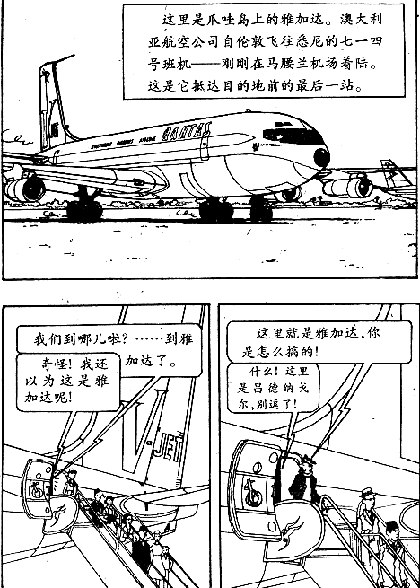 这里是爪哇岛上的雅加达。澳大利
亚航空公司自伦敦飞往悉尼的七一四
号班机——刚刚在马腰兰机场着陆。
这是它抵达目的地前的最后一站。
QANTAS
我们到哪儿啦？……到雅
加达了。
奇怪！我还
以为这是雅
加达呢！
V JET
这里就是雅加达，你
是怎么搞的！
什么！这里
是吕德纳戈
尔，别逗了！